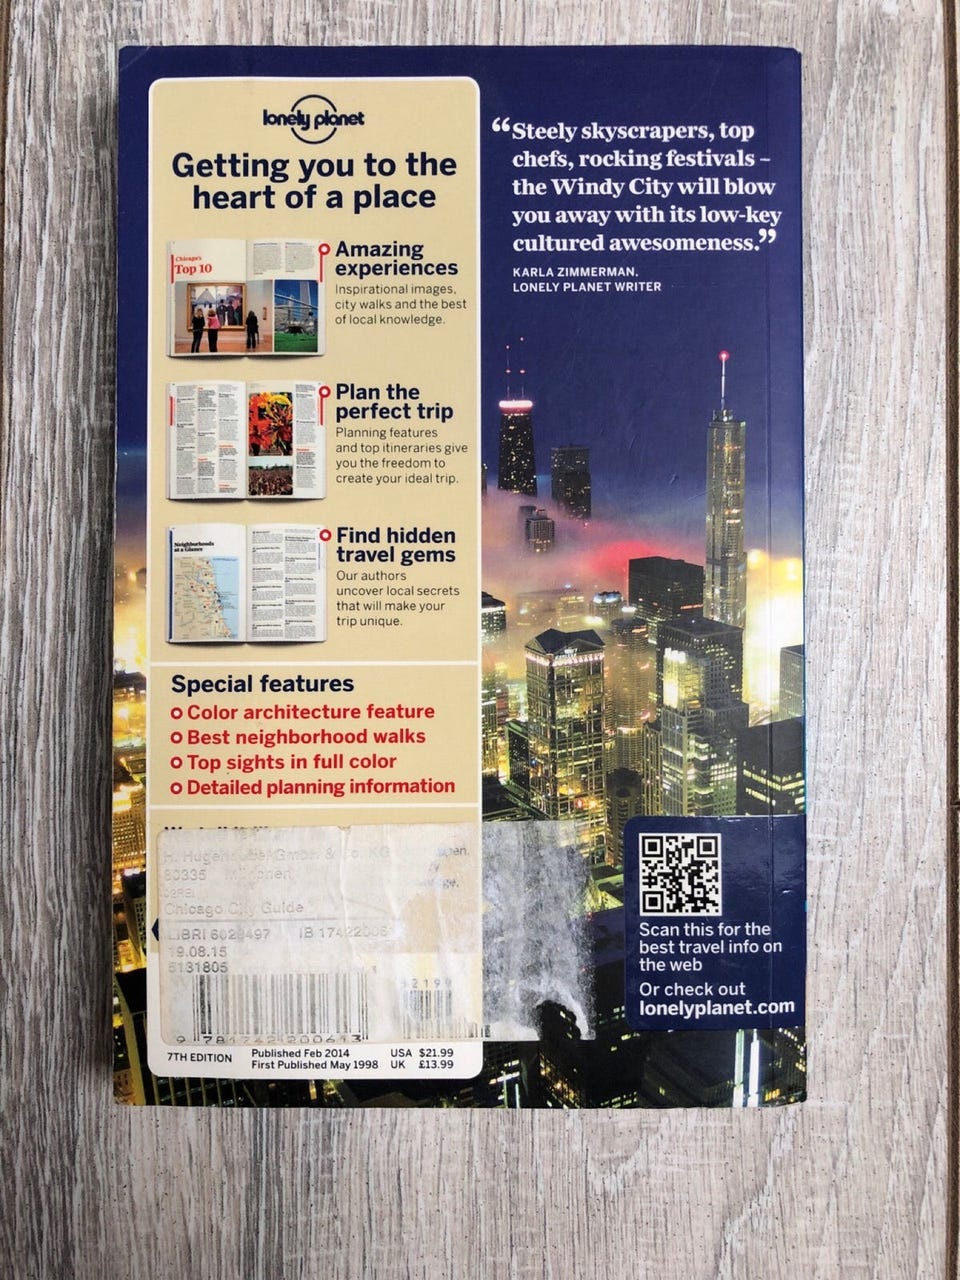 lonely planet
Getting you to the
heart of a place
Chicago's
Top 10
Amazing
experiences
Inspirational images,
city walks and the best
of local knowledge.
Plan the
perfect trip
Planning features
and top itineraries give
you the freedom to
create your ideal trip.
Neighborhoods
at a Glance
Find hidden
travel gems
Our authors
uncover local secrets
that will make your
trip unique.
Special features
Color architecture feature
Best neighborhood walks
Top sights in full color
Detailed planning information
80335 München
Chicago City Guide
LIBRI
19.08.15
5131805
9 781742 200613
7TH EDITION
Published Feb 2014
First Published May 1998
USA $21.99
UK £13.99
“Steely skyscrapers, top
chefs, rocking festivals –
the Windy City will blow
you away with its low-key
cultured awesomeness.”
KARLA ZIMMERMAN,
LONELY PLANET WRITER
Scan this for the
best travel info on
the web
Or check out
lonelyplanet.com